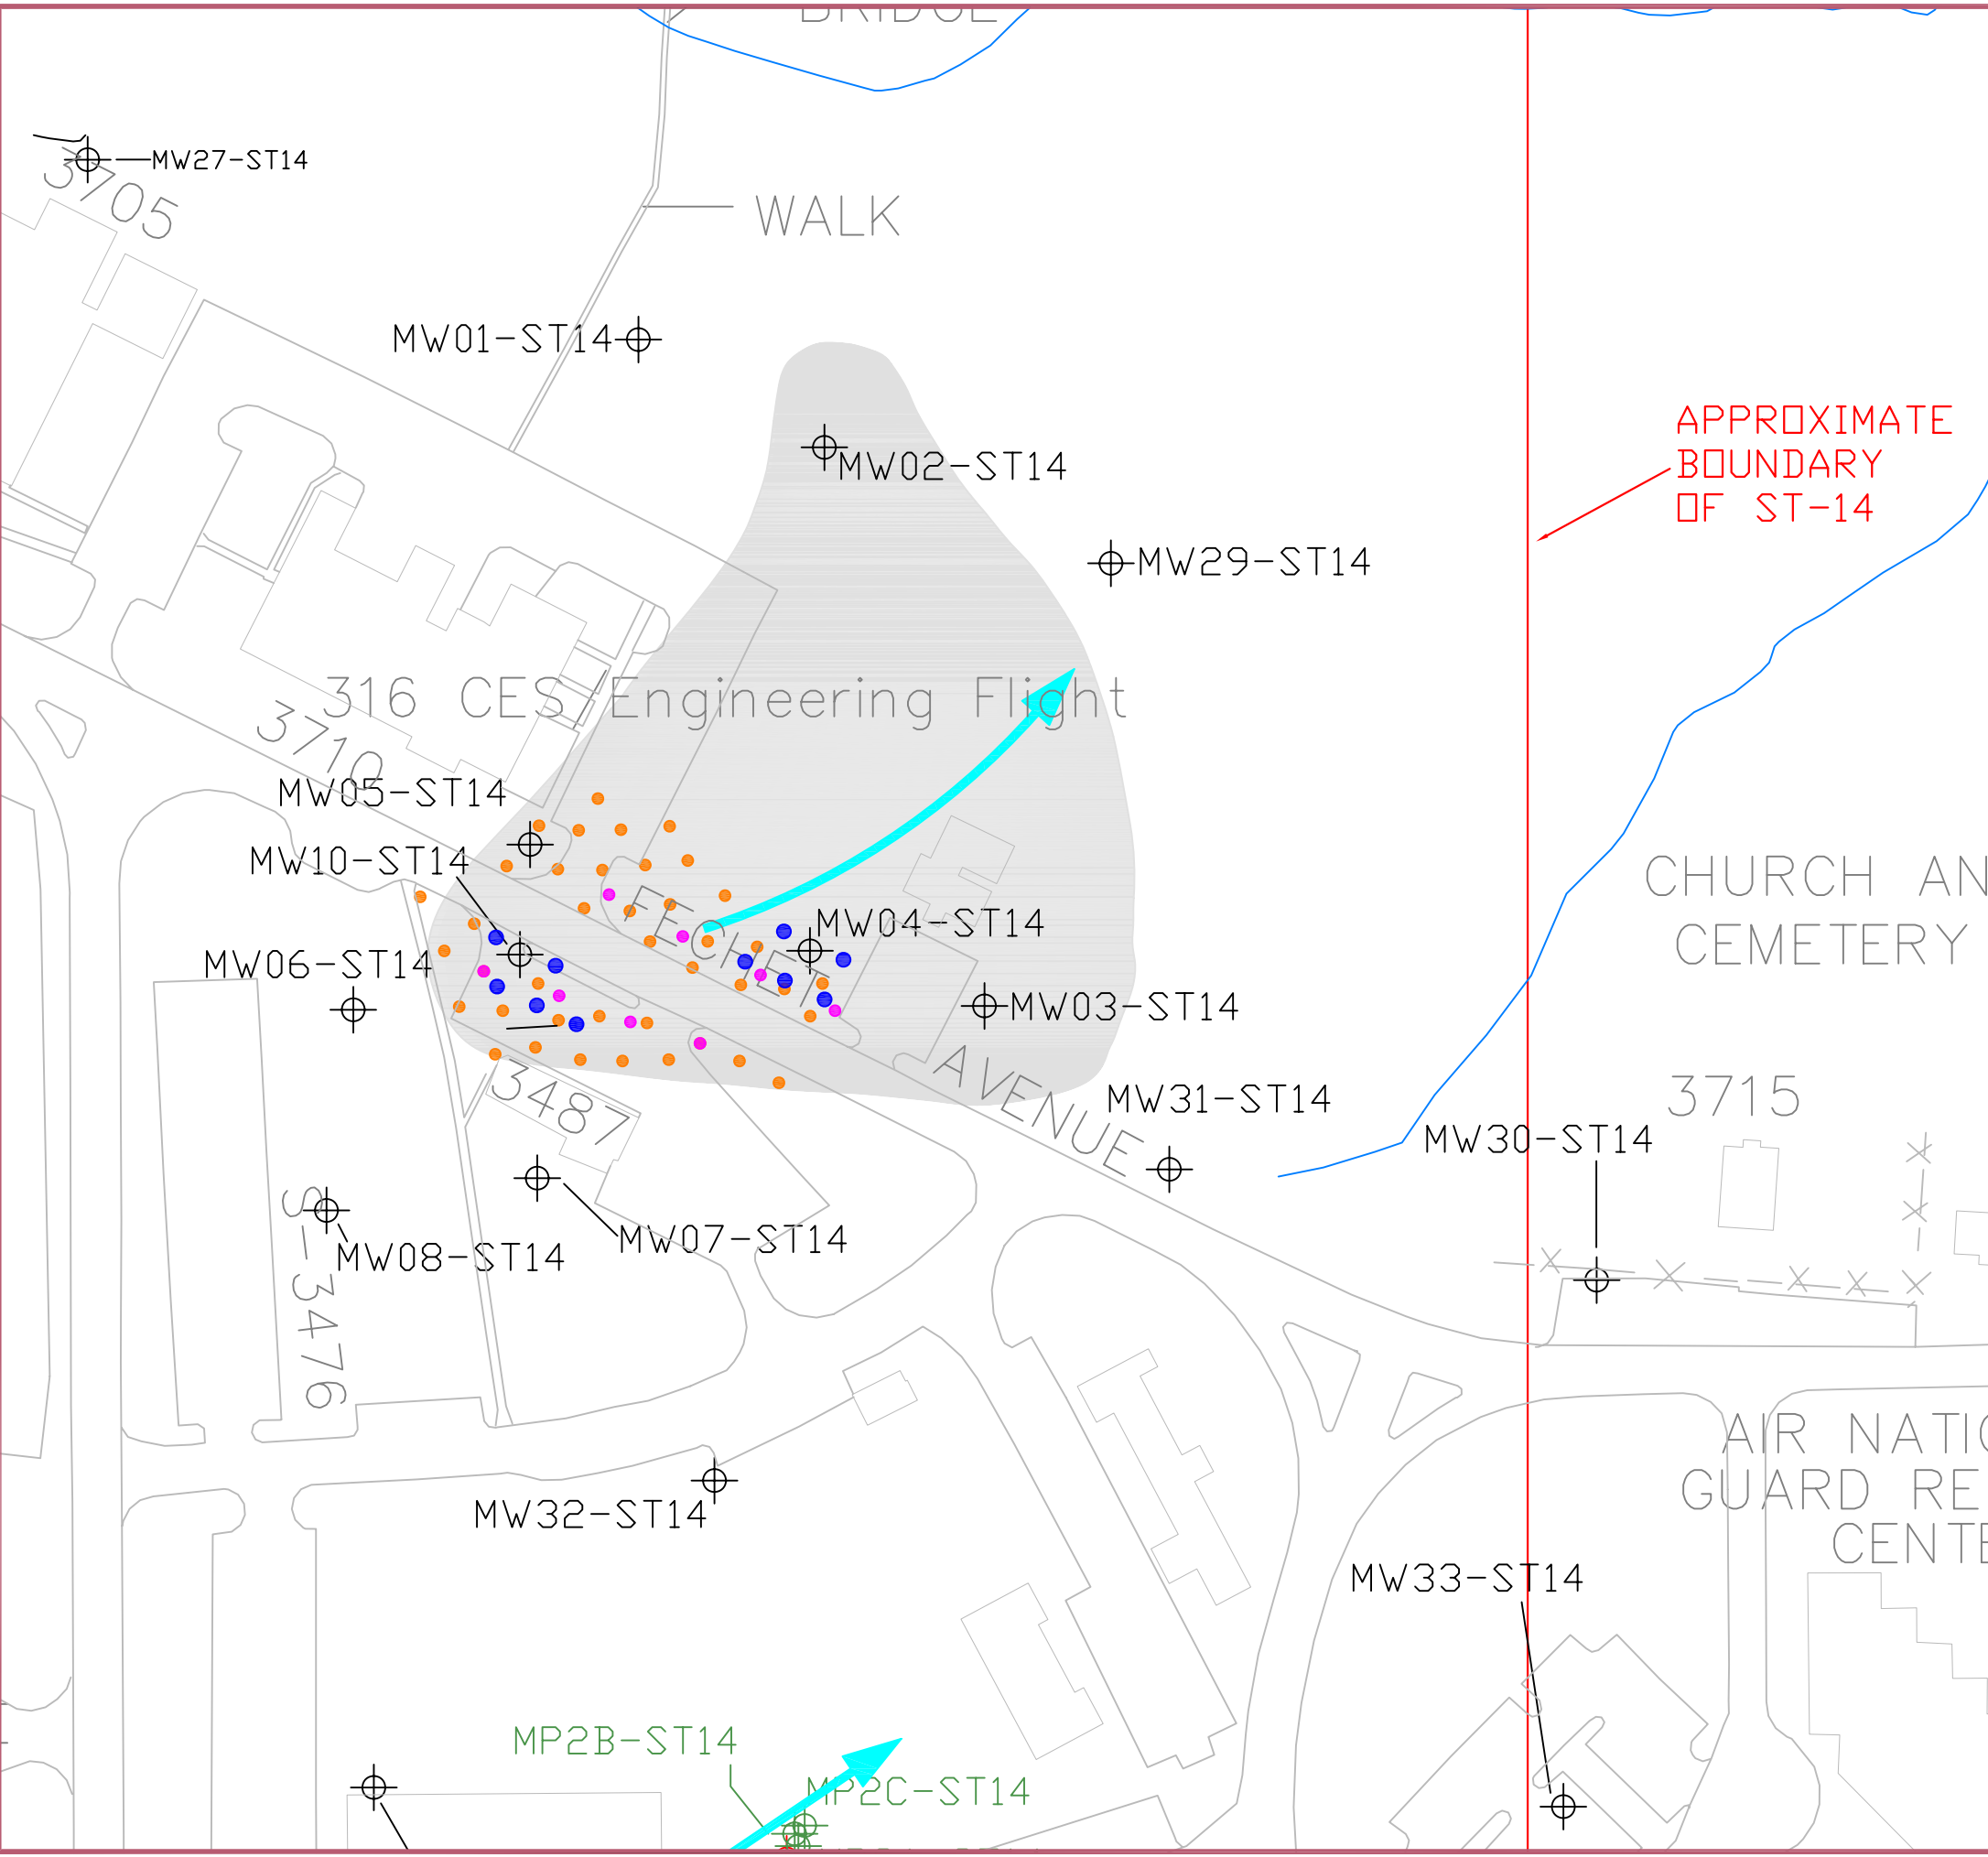 BRIDGE
MW27-ST14
3705
WALK
MW01-ST14
APPROXIMATE
BOUNDARY
OF ST-14
MW02-ST14
MW29-ST14
316 CES Engineering Flight
3710
MW05-ST14
MW10-ST14
CHURCH AN
CEMETERY
FECHET
MW04-ST14
MW06-ST14
MW03-ST14
AVENUE
3487
MW31-ST14
3715
MW30-ST14
S-3476
MW07-ST14
MW08-ST14
AIR NATIO
GUARD RE
CENTE
MW32-ST14
MW33-ST14
MP2B-ST14
MP2C-ST14